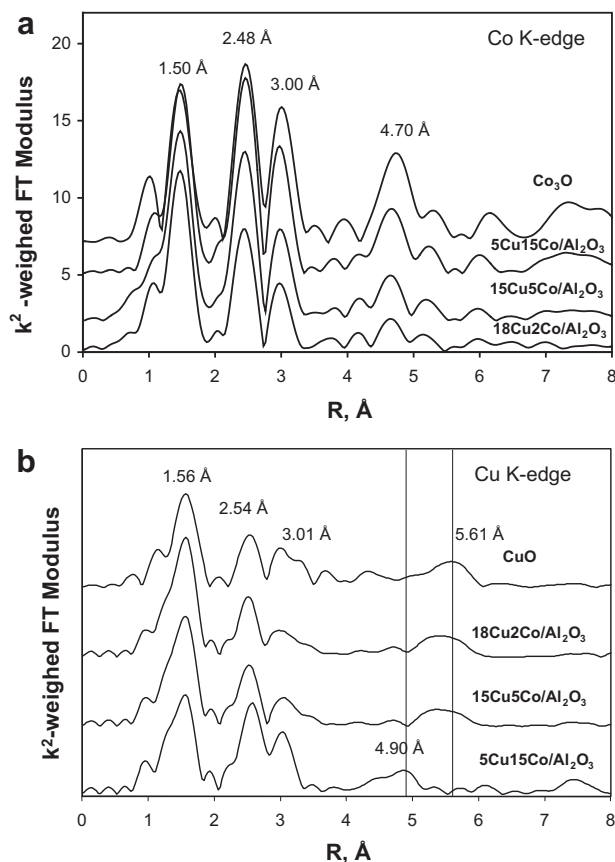 a
Co K-edge
k² -weighed FT Modulus
20
15
10
5
0
1.50 Å
2.48 Å
3.00 Å
4.70 Å
Co₃O
5Cu15Co/Al₂O₃
15Cu5Co/Al₂O₃
18Cu2Co/Al₂O₃
0 1 2 3 4 5 6 7 8
R, Å
b
Cu K-edge
k²-weighed FT Modulus
1.56 Å
2.54 Å
3.01 Å
5.61 Å
CuO
18Cu2Co/Al₂O₃
15Cu5Co/Al₂O₃
4.90 Å
5Cu15Co/Al₂O₃
0 1 2 3 4 5 6 7 8
R, Å